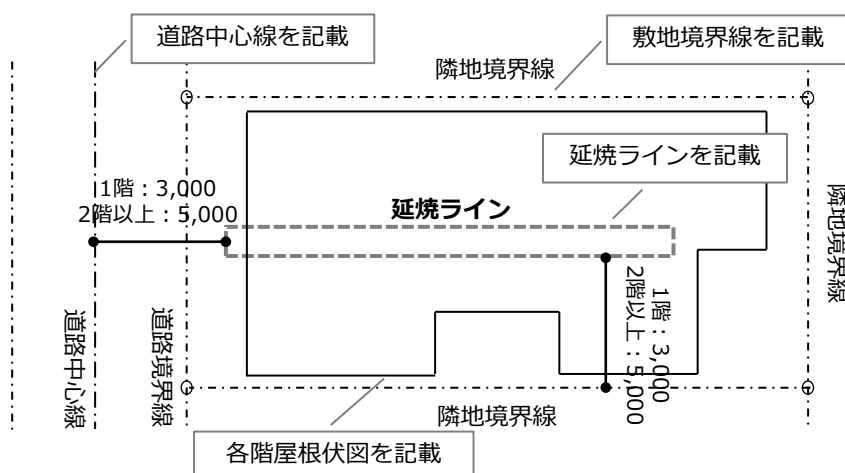 道路中心線を記載
敷地境界線を記載
隣地境界線
延焼ラインを記載
1階：3,000
2階以上：5,000
延焼ライン
隣地境界線
1階：3,000
2階以上：5,000
道路中心線
道路境界線
隣地境界線
各階屋根伏図を記載